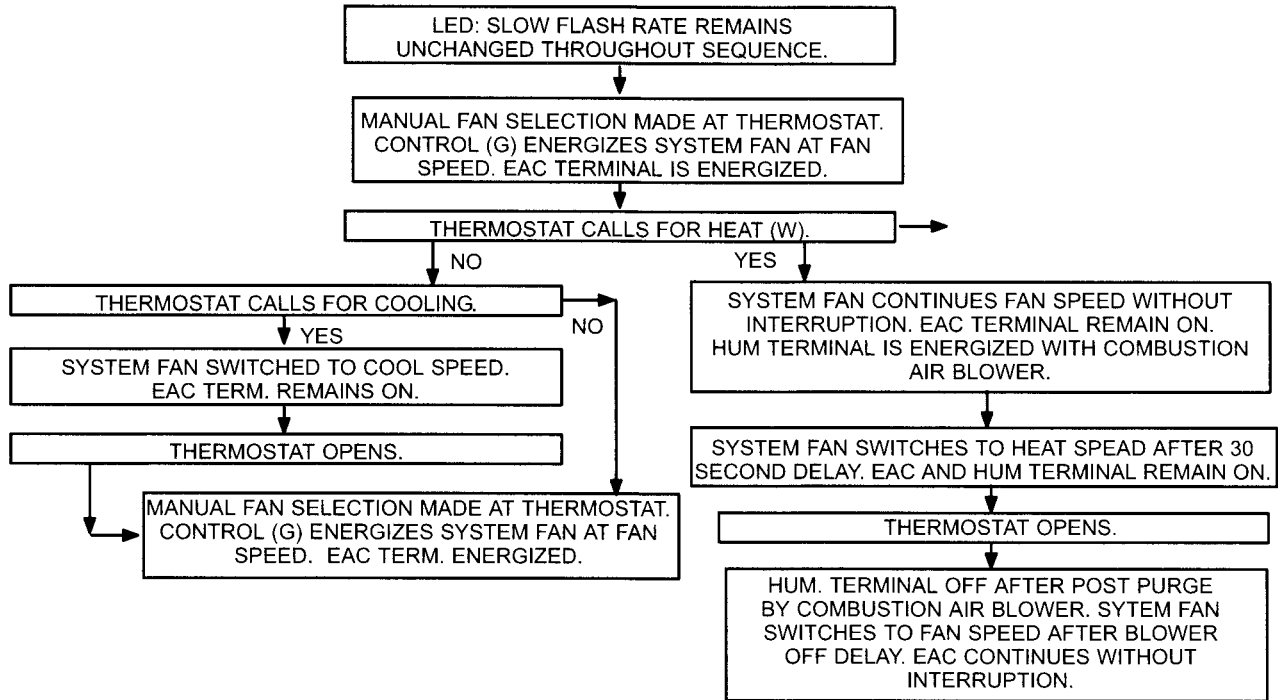 LED: SLOW FLASH RATE REMAINS
UNCHANGED THROUGHOUT SEQUENCE.
MANUAL FAN SELECTION MADE AT THERMOSTAT.
CONTROL (G) ENERGIZES SYSTEM FAN AT FAN
SPEED. EAC TERMINAL IS ENERGIZED.
THERMOSTAT CALLS FOR HEAT (W).
NO
YES
THERMOSTAT CALLS FOR COOLING.
NO
YES
SYSTEM FAN SWITCHED TO COOL SPEED.
EAC TERM. REMAINS ON.
THERMOSTAT OPENS.
MANUAL FAN SELECTION MADE AT THERMOSTAT.
CONTROL (G) ENERGIZES SYSTEM FAN AT FAN
SPEED. EAC TERM. ENERGIZED.
SYSTEM FAN CONTINUES FAN SPEED WITHOUT
INTERRUPTION. EAC TERMINAL REMAIN ON.
HUM TERMINAL IS ENERGIZED WITH COMBUSTION
AIR BLOWER.
SYSTEM FAN SWITCHES TO HEAT SPEAD AFTER 30
SECOND DELAY. EAC AND HUM TERMINAL REMAIN ON.
THERMOSTAT OPENS.
HUM. TERMINAL OFF AFTER POST PURGE
BY COMBUSTION AIR BLOWER. SYTEM FAN
SWITCHES TO FAN SPEED AFTER BLOWER
OFF DELAY. EAC CONTINUES WITHOUT
INTERRUPTION.